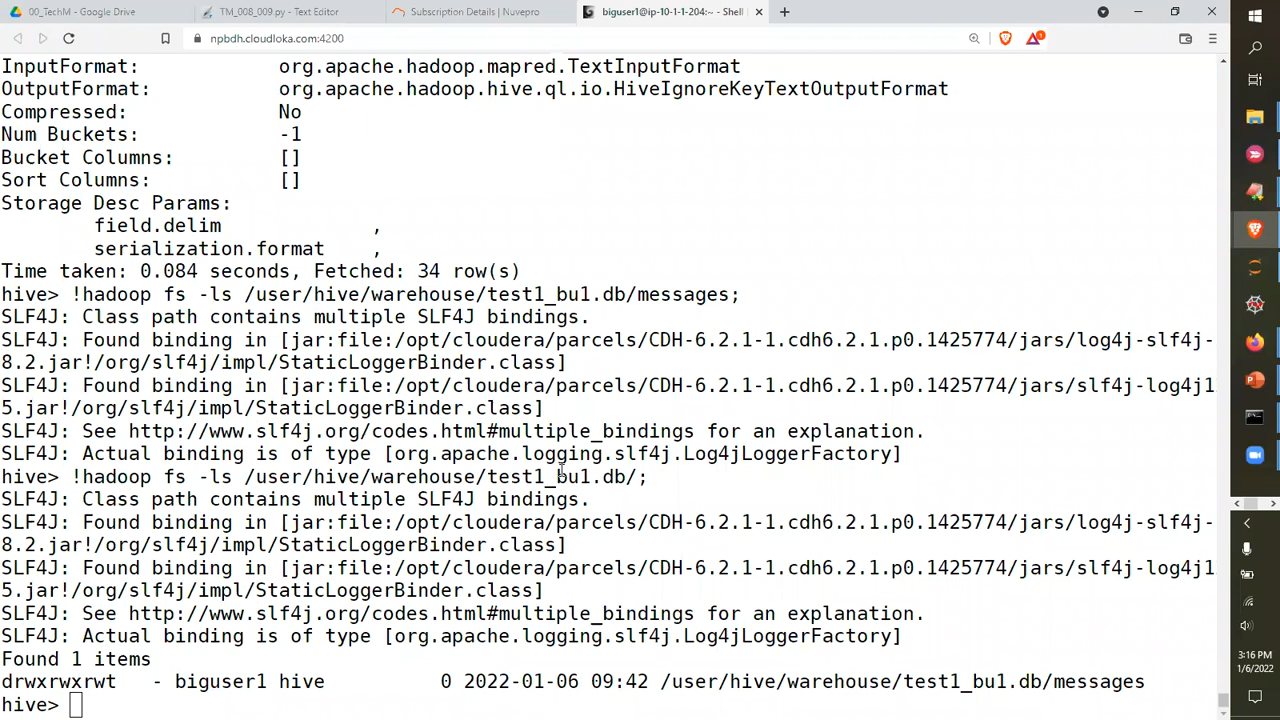 00_TechM - Google Drive
TM_008_009.py - Text Editor
Subscription Details | Nuvepro
biguser1@ip-10-1-1-204:~ - Shell
npbdh.cloudloka.com:4200
InputFormat: org.apache.hadoop.mapred.TextInputFormat
OutputFormat: org.apache.hadoop.hive.ql.io.HiveIgnoreKeyTextOutputFormat
Compressed: No
Num Buckets: -1
Bucket Columns: []
Sort Columns: []
Storage Desc Params:
field.delim ,
serialization.format ,
Time taken: 0.084 seconds, Fetched: 34 row(s)
hive> !hadoop fs -ls /user/hive/warehouse/test1_bu1.db/messages;
SLF4J: Class path contains multiple SLF4J bindings.
SLF4J: Found binding in [jar:file:/opt/cloudera/parcels/CDH-6.2.1-1.cdh6.2.1.p0.1425774/jars/log4j-slf4j-
8.2.jar!/org/slf4j/impl/StaticLoggerBinder.class]
SLF4J: Found binding in [jar:file:/opt/cloudera/parcels/CDH-6.2.1-1.cdh6.2.1.p0.1425774/jars/slf4j-log4j1
5.jar!/org/slf4j/impl/StaticLoggerBinder.class]
SLF4J: See http://www.slf4j.org/codes.html#multiple_bindings for an explanation.
SLF4J: Actual binding is of type [org.apache.logging.slf4j.Log4jLoggerFactory]
hive> !hadoop fs -ls /user/hive/warehouse/test1_bu1.db/;
SLF4J: Class path contains multiple SLF4J bindings.
SLF4J: Found binding in [jar:file:/opt/cloudera/parcels/CDH-6.2.1-1.cdh6.2.1.p0.1425774/jars/log4j-slf4j-
8.2.jar!/org/slf4j/impl/StaticLoggerBinder.class]
SLF4J: Found binding in [jar:file:/opt/cloudera/parcels/CDH-6.2.1-1.cdh6.2.1.p0.1425774/jars/slf4j-log4j1
5.jar!/org/slf4j/impl/StaticLoggerBinder.class]
SLF4J: See http://www.slf4j.org/codes.html#multiple_bindings for an explanation.
SLF4J: Actual binding is of type [org.apache.logging.slf4j.Log4jLoggerFactory]
Found 1 items
drwxrwxrwt - biguser1 hive 0 2022-01-06 09:42 /user/hive/warehouse/test1_bu1.db/messages
hive>
3:16 PM
1/6/2022